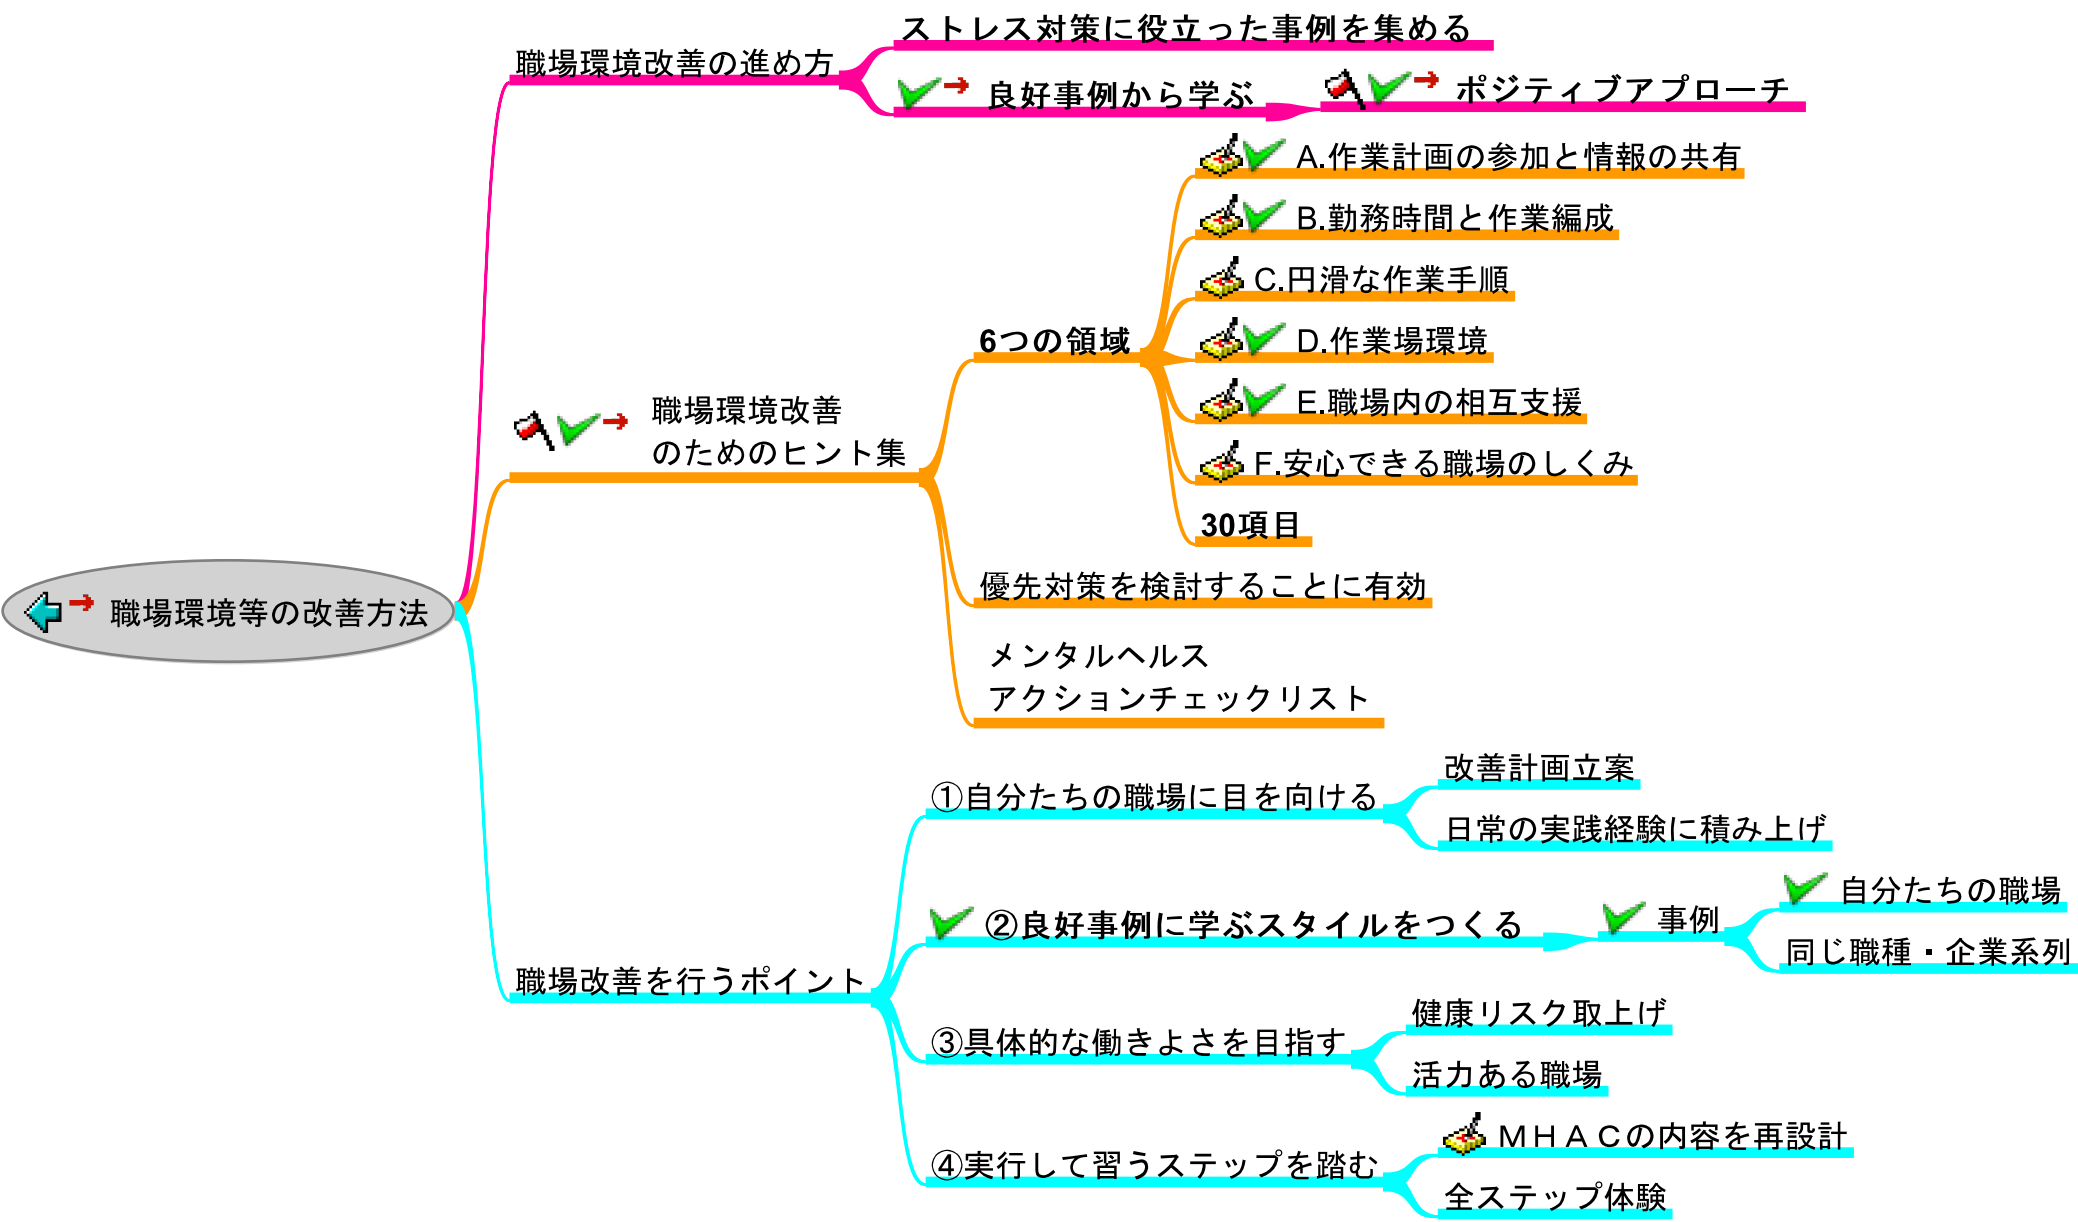 職場環境等の改善方法
職場環境改善の進め方
ストレス対策に役立った事例を集める
良好事例から学ぶ
ポジティブアプローチ
職場環境改善
のためのヒント集
6つの領域
A.作業計画の参加と情報の共有
B.勤務時間と作業編成
C.円滑な作業手順
D.作業場環境
E.職場内の相互支援
F.安心できる職場のしくみ
30項目
優先対策を検討することに有効
メンタルヘルス
アクションチェックリスト
職場改善を行うポイント
①自分たちの職場に目を向ける
改善計画立案
日常の実践経験に積み上げ
②良好事例に学ぶスタイルをつくる
事例
自分たちの職場
同じ職種・企業系列
③具体的な働きよさを目指す
健康リスク取上げ
活力ある職場
④実行して習うステップを踏む
ＭＨＡＣの内容を再設計
全ステップ体験